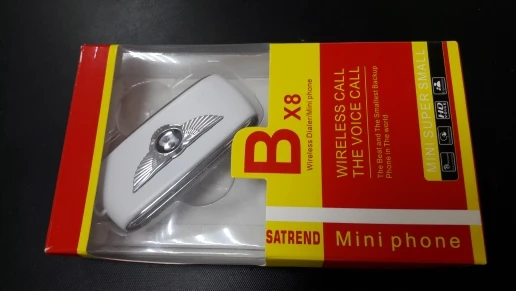 B
X8
Wireless Dialer/Mini phone
WIRELESS CALL
THE VOICE CALL
The Best and The Smallest Backup
Phone in The world
MINI SUPER SMALL
HD
SATREND
Mini phone